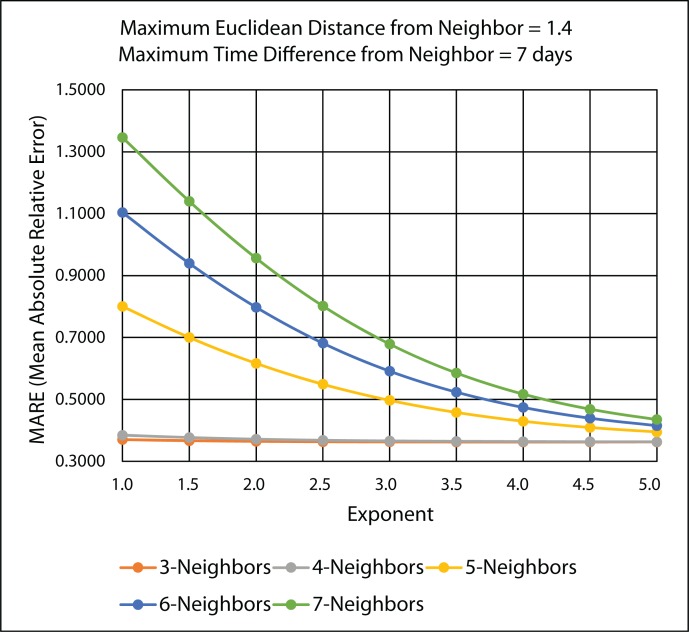 Maximum Euclidean Distance from Neighbor = 1.4
Maximum Time Difference from Neighbor = 7 days
MARE (Mean Absolute Relative Error)
1.5000
1.3000
1.1000
0.9000
0.7000
0.5000
0.3000
1.0 1.5 2.0 2.5 3.0 3.5 4.0 4.5 5.0
Exponent
3-Neighbors 4-Neighbors 5-Neighbors
6-Neighbors 7-Neighbors